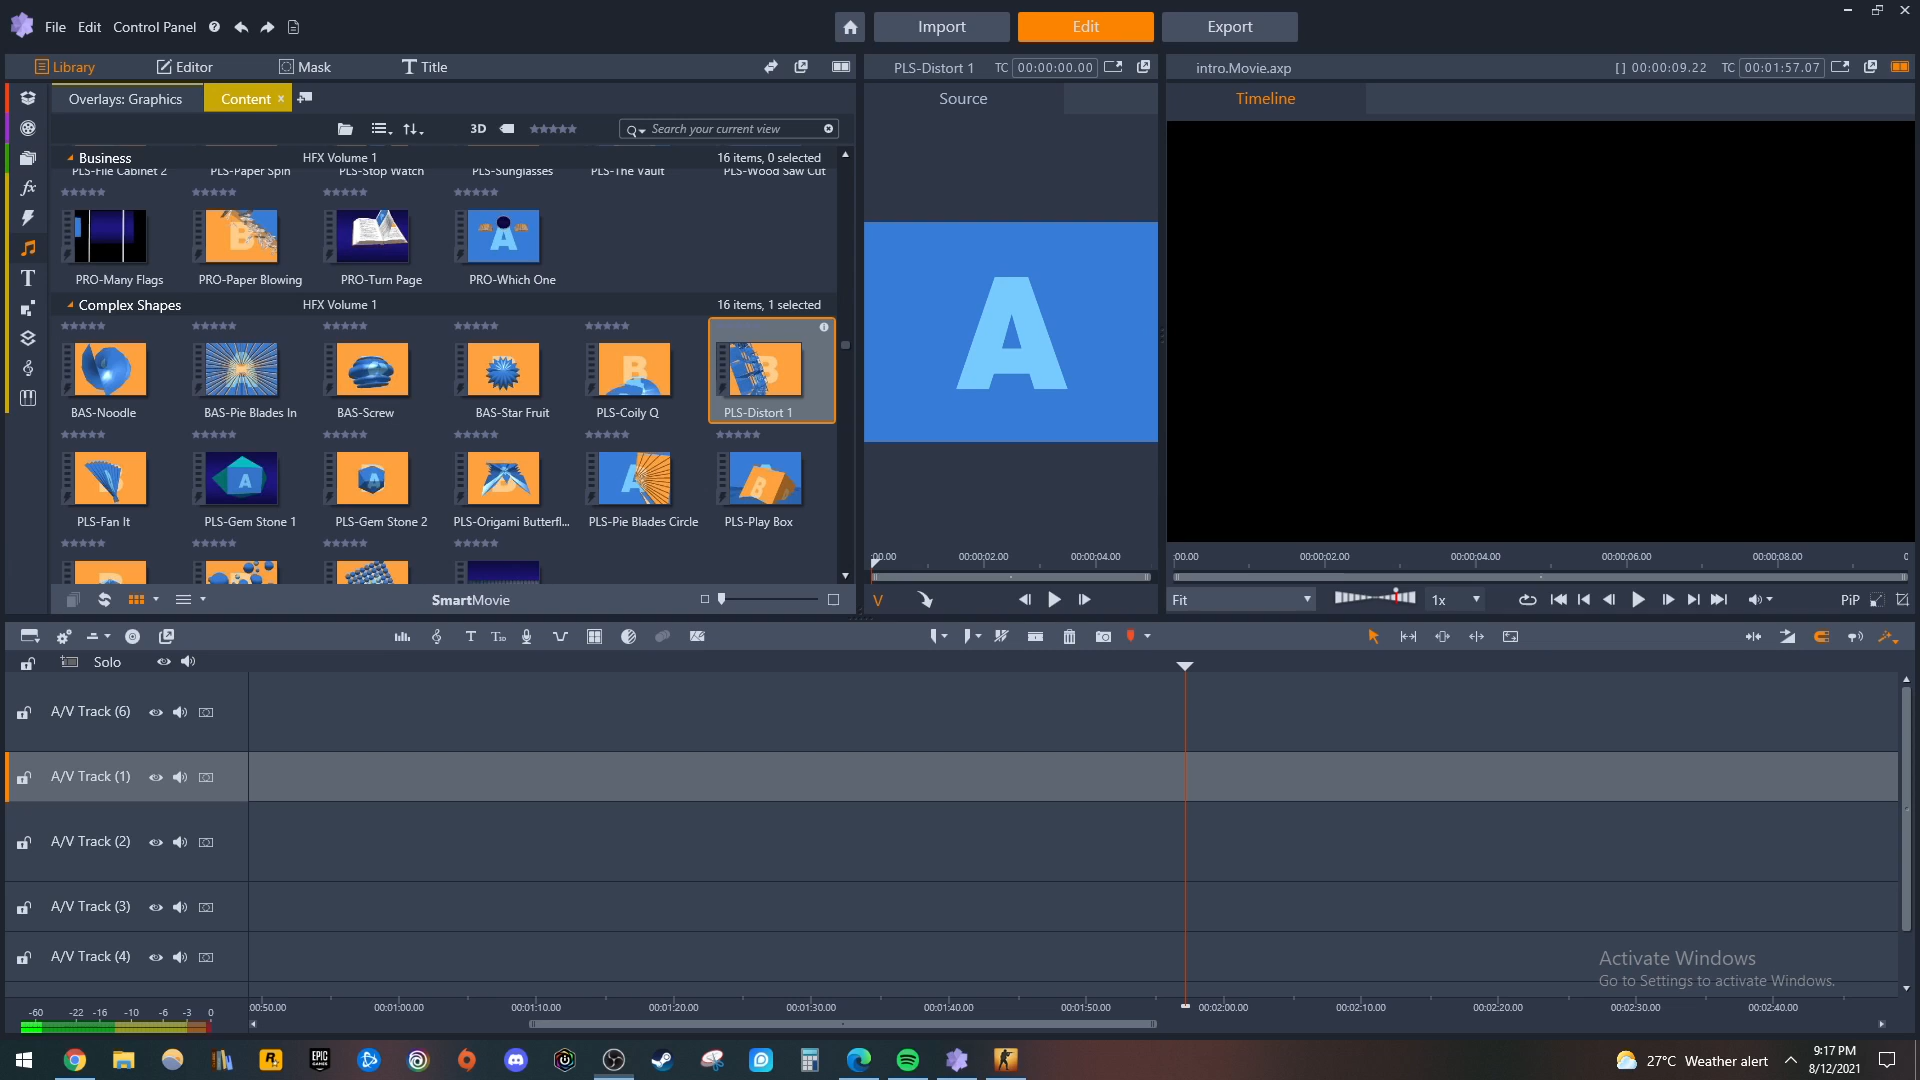 File Edit Control Panel
Import Edit Export
Library Editor Mask Title
PLS-Distort 1 TC 00:00:00.00
intro.Movie.axp [] 00:00:09.22 TC 00:01:57.07
Overlays: Graphics Content x
Source
Timeline
3D Search your current view
Business HFX Volume 1 16 items, 0 selected
PLS-File Cabinet 2 PLS-Paper Spin PLS-Stop Watch PLS-Sunglasses PLS-The Vault PLS-Wood Saw Cut
PRO-Many Flags PRO-Paper Blowing PRO-Turn Page PRO-Which One
Complex Shapes HFX Volume 1 16 items, 1 selected
BAS-Noodle BAS-Pie Blades In BAS-Screw BAS-Star Fruit PLS-Coily Q PLS-Distort 1
PLS-Fan It PLS-Gem Stone 1 PLS-Gem Stone 2 PLS-Origami Butterfl... PLS-Pie Blades Circle PLS-Play Box
A
:00.00 00:00:02.00 00:00:04.00
:00.00 00:00:02.00 00:00:04.00 00:00:06.00 00:00:08.00 0
SmartMovie
V
Fit 1x PiP
Solo
A/V Track (6)
A/V Track (1)
A/V Track (2)
A/V Track (3)
A/V Track (4)
Activate Windows
Go to Settings to activate Windows.
-60 -22 -16 -10 -6 -3 0
00:50.00 00:01:00.00 00:01:10.00 00:01:20.00 00:01:30.00 00:01:40.00 00:01:50.00 00:02:00.00 00:02:10.00 00:02:20.00 00:02:30.00 00:02:40.00
EPIC GAMES
27°C Weather alert
9:17 PM
8/12/2021